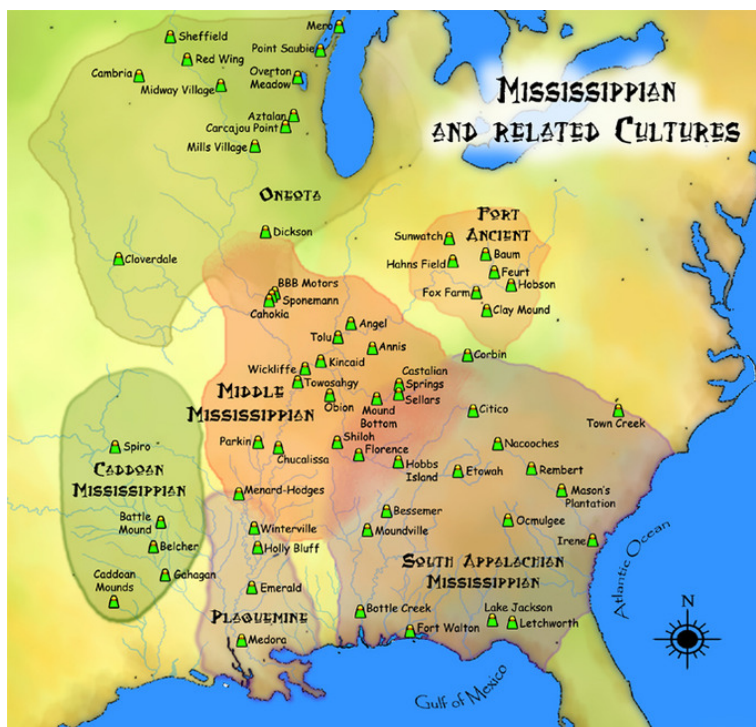 Mississippian
and related Cultures
Mero
Sheffield
Point Saubie
Red Wing
Cambria
Overton
Meadow
Midway Village
Aztalan
Carcajou Point
Mills Village
Oneota
Dickson
Cloverdale
Fort
Ancient
Sunwatch
Baum
Hahns Field
Feurt
Hobson
Fox Farm
Clay Mound
BBB Motors
Sponemann
Cahokia
Angel
Tolu
Annis
Corbin
Kincaid
Wickliffe
Castalian
Springs
Towosahgy
Sellars
Middle
Mississippian
Obion
Mound
Bottom
Citico
Town Creek
Parkin
Chucalissa
Shiloh
Florence
Nacooches
Spiro
Caddoan
Mississippian
Hobbs
Island
Etowah
Rembert
Menard-Hodges
Mason's
Plantation
Battle
Mound
Bessemer
Moundville
Ocmulgee
Winterville
Belcher
Holly Bluff
Irene
South Appalachian
Mississippian
Gahagan
Caddoan
Mounds
Emerald
Plaquemine
Bottle Creek
Lake Jackson
Letchworth
Fort Walton
Medora
Atlantic Ocean
Gulf of Mexico
N